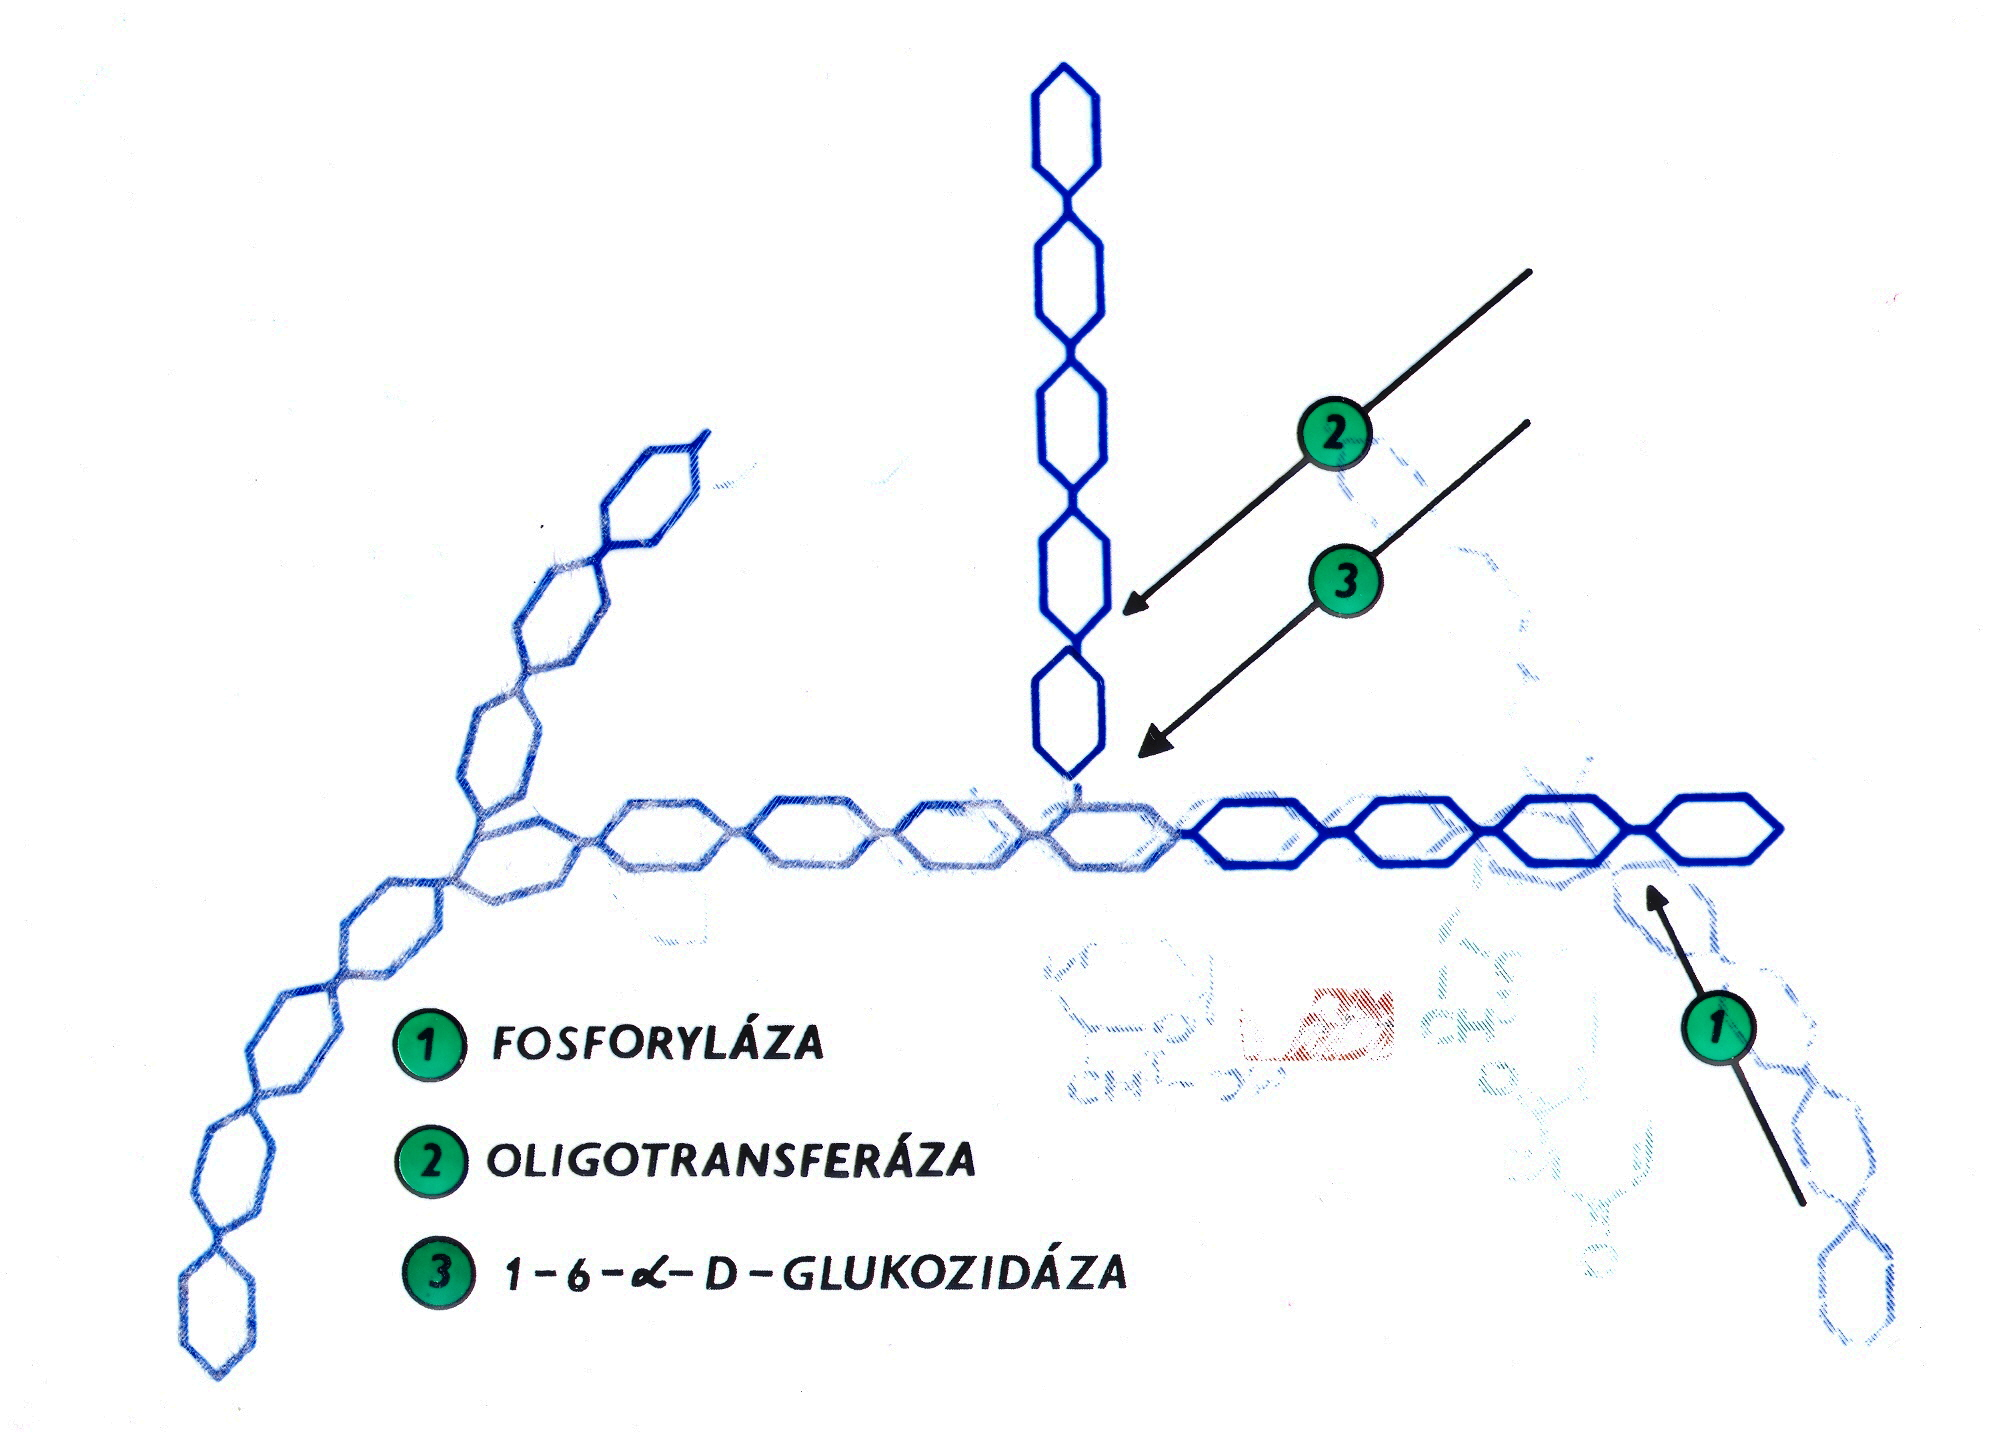 2
3
1
1 FOSFORYLÁZA
2 OLIGOTRANSFERÁZA
3 1-6-α-D-GLUKOZIDÁZA